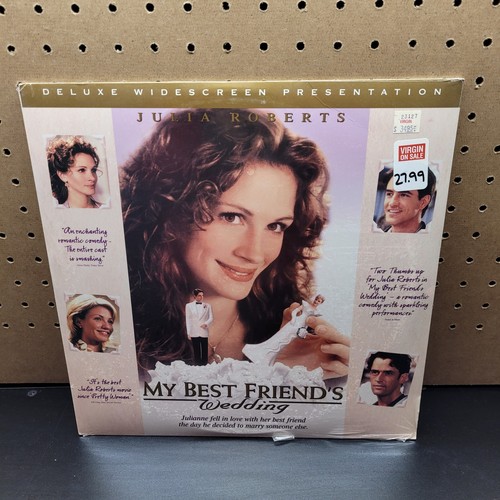 DELUXE WIDESCREEN PRESENTATION
JULIA ROBERTS
VIRGIN
VIRGIN
ON SALE
27.99
"An enchanting
romantic comedy.
The entire cast
is smashing"
"Two Thumbs up
for Julia Roberts in
My Best Friend's
Wedding – a romantic
comedy with sparkling
performances"
"It's the best
Julia Roberts movie
since Pretty Woman"
MY BEST FRIEND'S
Wedding
Julianne fell in love with her best friend
the day he decided to marry someone else.